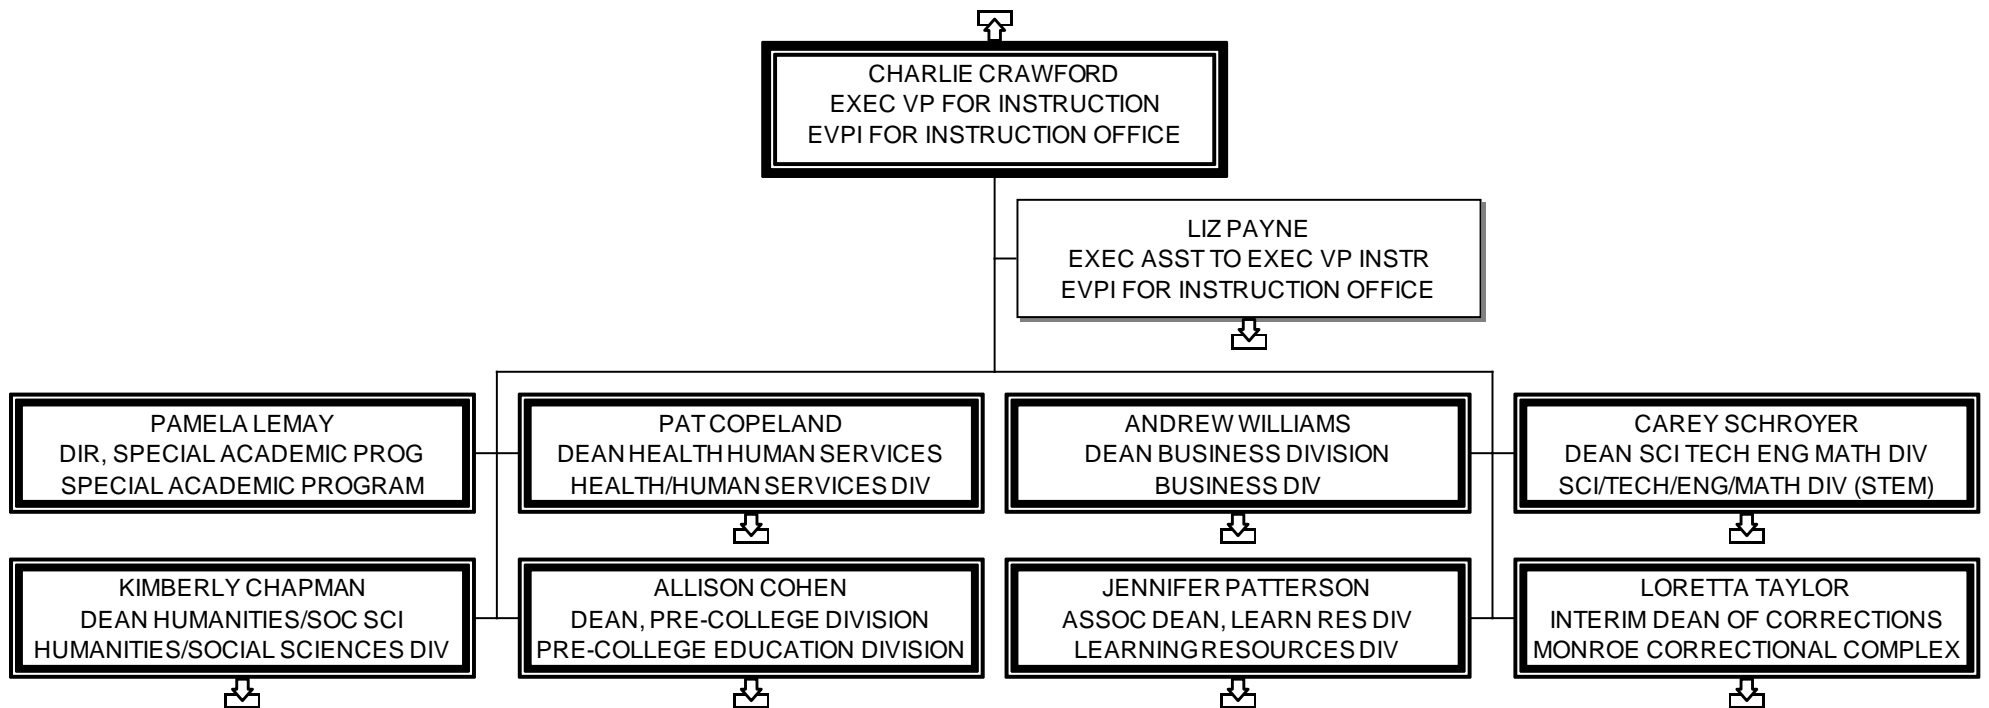 CHARLIE CRAWFORD
EXEC VP FOR INSTRUCTION
EVPI FOR INSTRUCTION OFFICE
LIZ PAYNE
EXEC ASST TO EXEC VP INSTR
EVPI FOR INSTRUCTION OFFICE
PAMELA LEMAY
DIR, SPECIAL ACADEMIC PROG
SPECIAL ACADEMIC PROGRAM
PAT COPELAND
DEAN HEALTH HUMAN SERVICES
HEALTH/HUMAN SERVICES DIV
ANDREW WILLIAMS
DEAN BUSINESS DIVISION
BUSINESS DIV
CAREY SCHROYER
DEAN SCI TECH ENG MATH DIV
SCI/TECH/ENG/MATH DIV (STEM)
KIMBERLY CHAPMAN
DEAN HUMANITIES/SOC SCI
HUMANITIES/SOCIAL SCIENCES DIV
ALLISON COHEN
DEAN, PRE-COLLEGE DIVISION
PRE-COLLEGE EDUCATION DIVISION
JENNIFER PATTERSON
ASSOC DEAN, LEARN RES DIV
LEARNING RESOURCES DIV
LORETTA TAYLOR
INTERIM DEAN OF CORRECTIONS
MONROE CORRECTIONAL COMPLEX